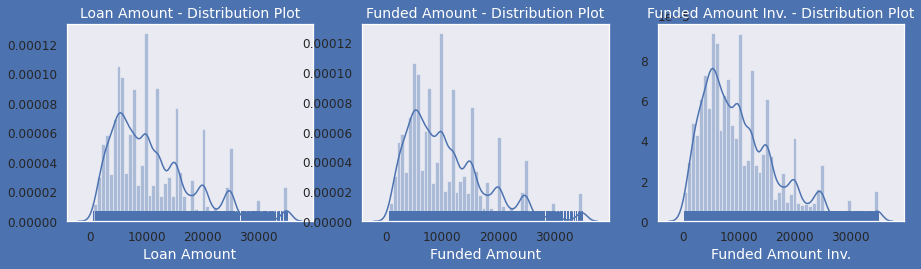 Loan Amount - Distribution Plot
0.00012
0.00010
0.00008
0.00006
0.00004
0.00002
0.00000
0 10000 20000 30000
Loan Amount
Funded Amount - Distribution Plot
0.00012
0.00010
0.00008
0.00006
0.00004
0.00002
0.00000
0 10000 20000 30000
Funded Amount
Funded Amount Inv. - Distribution Plot
8
6
4
2
0
0 10000 20000 30000
Funded Amount Inv.